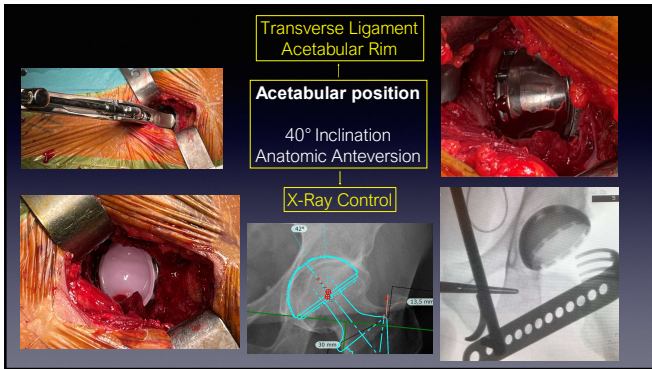 Transverse Ligament
Acetabular Rim
Acetabular position
40° Inclination
Anatomic Anteversion
X-Ray Control
42°
13,5 mm
30 mm